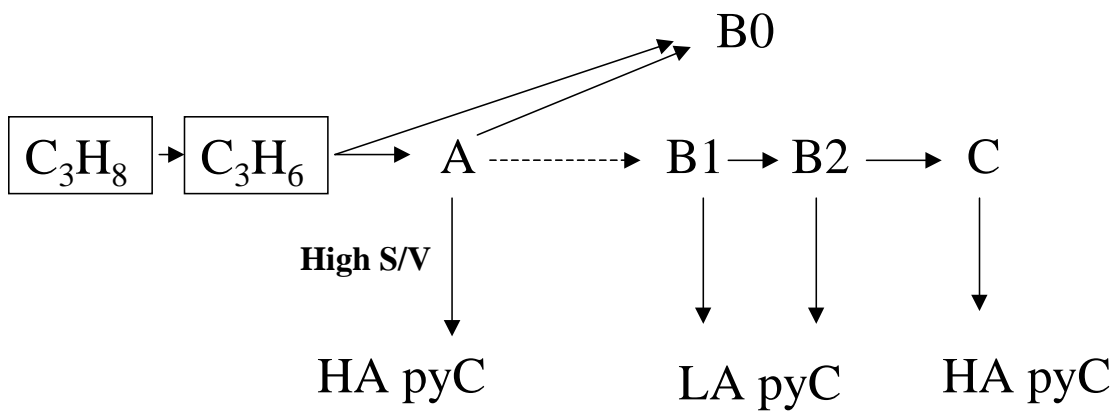 B0
C₃H₈ C₃H₆ A B1 B2 C
High S/V
HA pyC LA pyC HA pyC